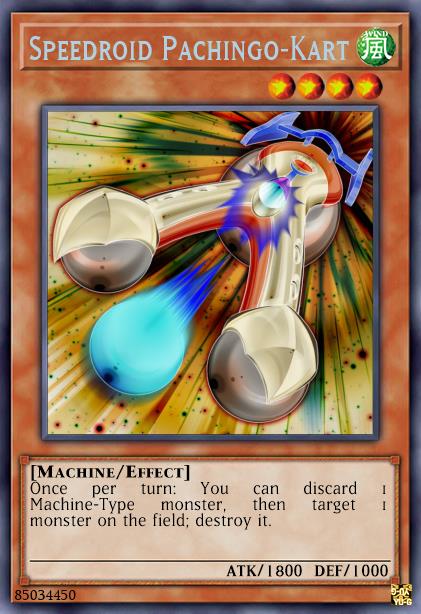 Speedroid Pachingo-Kart
WIND
風
[Machine/Effect]
Once per turn: You can discard 1
Machine-Type monster, then target 1
monster on the field; destroy it.
ATK/1800 DEF/1000
85034450